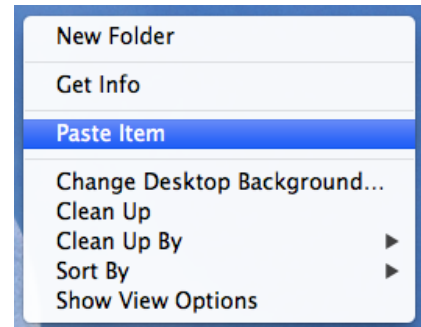 New Folder
Get Info
Paste Item
Change Desktop Background...
Clean Up
Clean Up By
Sort By
Show View Options